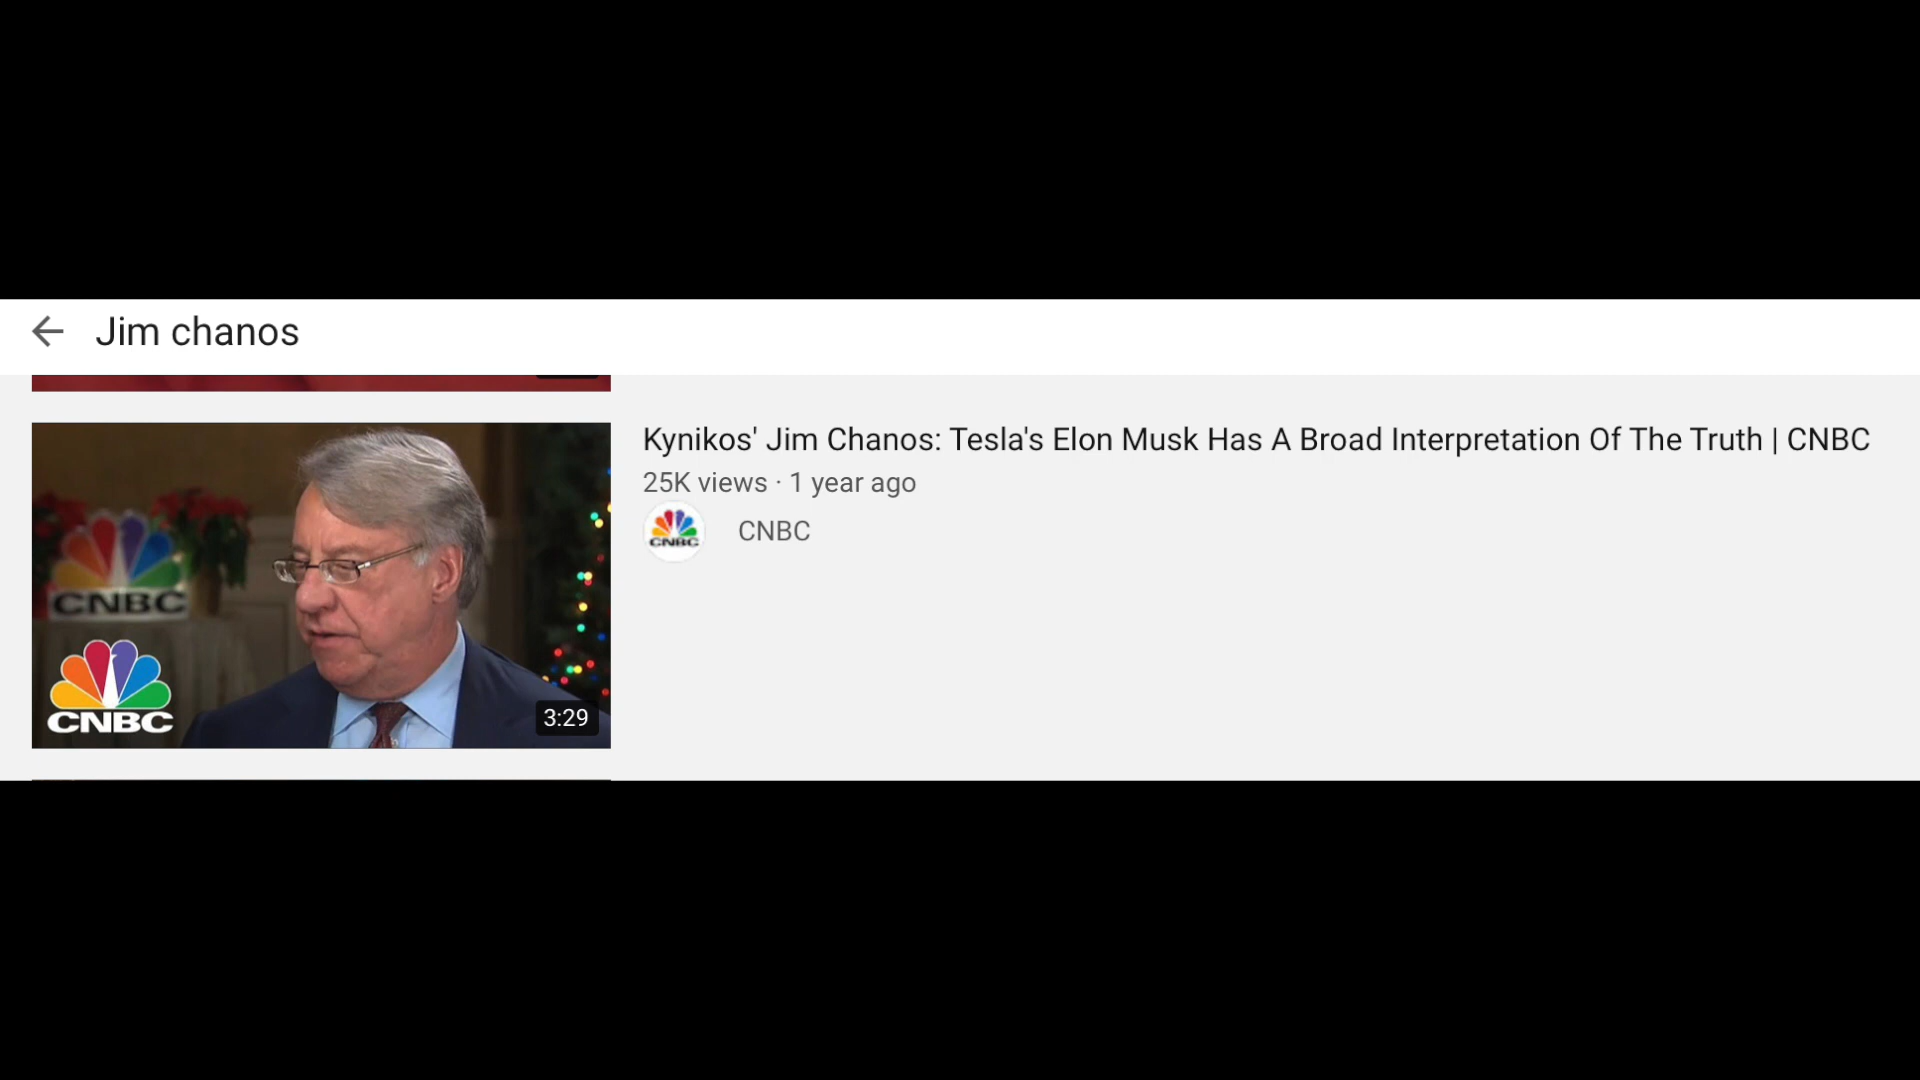 Jim chanos
Kynikos' Jim Chanos: Tesla's Elon Musk Has A Broad Interpretation Of The Truth | CNBC
25K views · 1 year ago
CNBC
CNBC
CNBC
CNBC
3:29